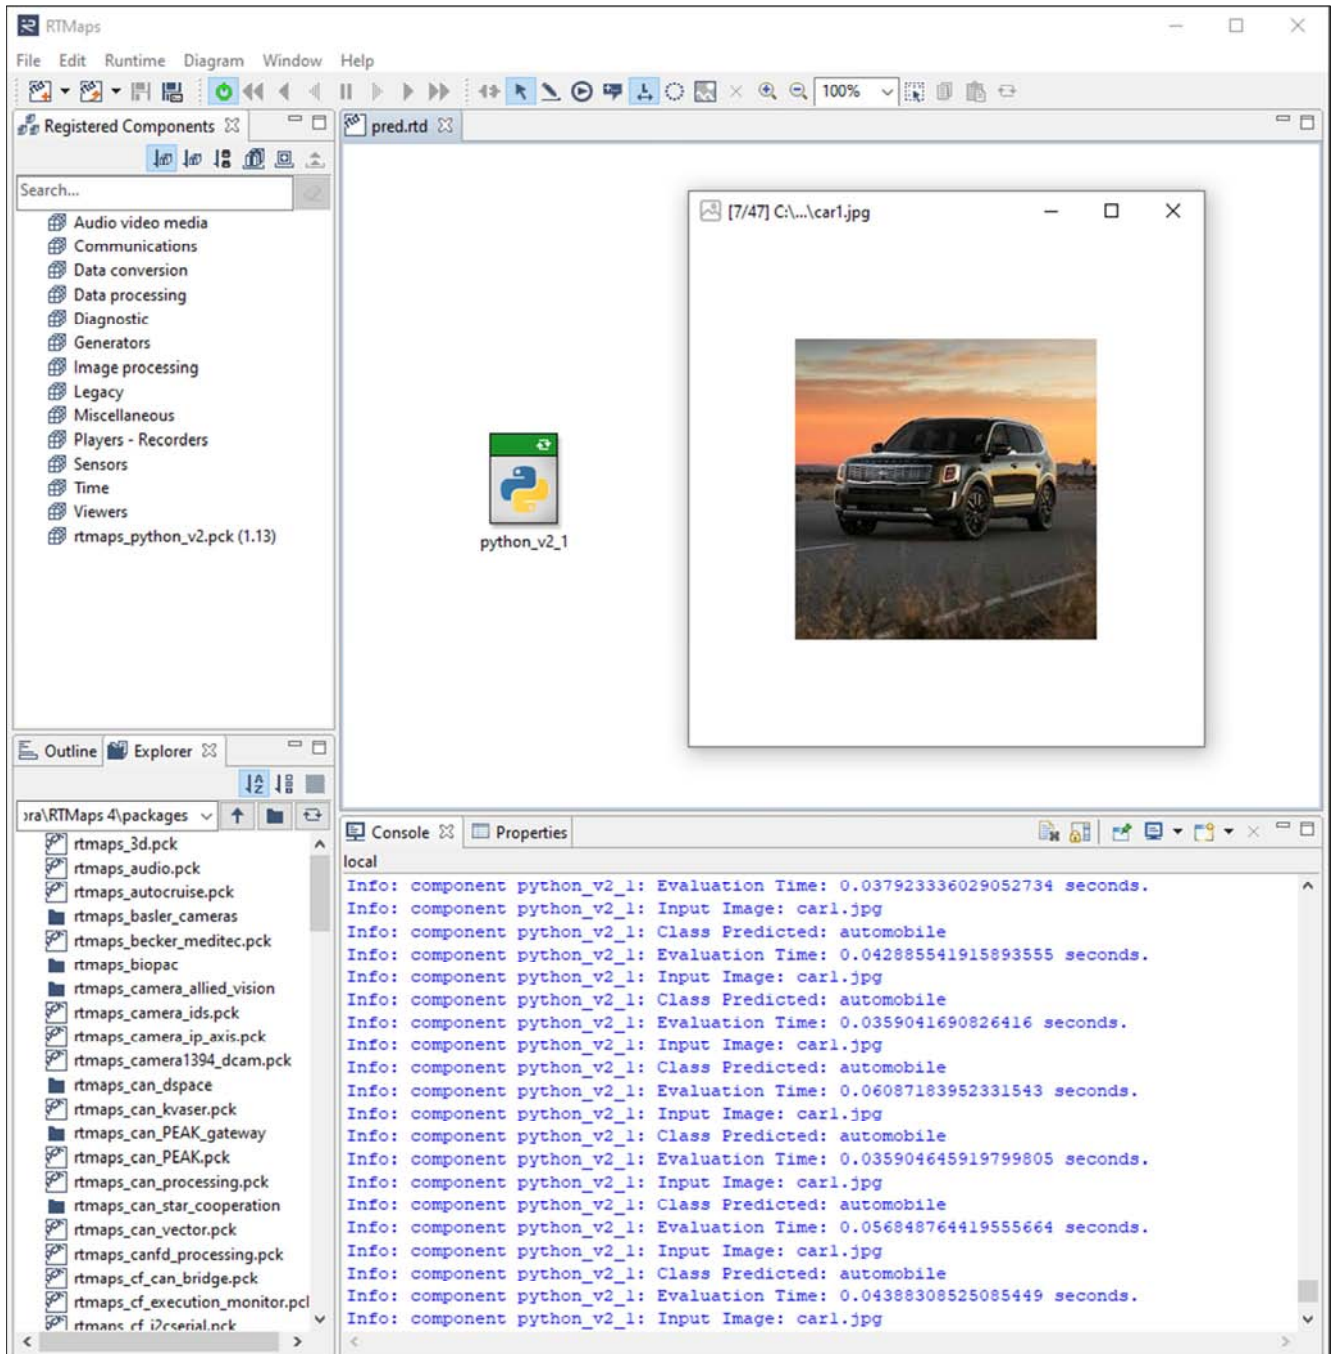 RTMaps
File Edit Runtime Diagram Window Help
100%
Registered Components
Search...
Audio video media
Communications
Data conversion
Data processing
Diagnostic
Generators
Image processing
Legacy
Miscellaneous
Players - Recorders
Sensors
Time
Viewers
rtmaps_python_v2.pck (1.13)
pred.rtd
[7/47] C:\...\car1.jpg
python_v2_1
Outline Explorer
ora\RTMaps 4\packages
rtmaps_3d.pck
rtmaps_audio.pck
rtmaps_autocruise.pck
rtmaps_basler_cameras
rtmaps_becker_meditec.pck
rtmaps_biopac
rtmaps_camera_allied_vision
rtmaps_camera_ids.pck
rtmaps_camera_ip_axis.pck
rtmaps_camera1394_dcam.pck
rtmaps_can_dspace
rtmaps_can_kvaser.pck
rtmaps_can_PEAK_gateway
rtmaps_can_PEAK.pck
rtmaps_can_processing.pck
rtmaps_can_star_cooperation
rtmaps_can_vector.pck
rtmaps_canfd_processing.pck
rtmaps_cf_can_bridge.pck
rtmaps_cf_execution_monitor.pcl
rtmaps_cf_i2cserial.pck
Console Properties
local
Info: component python_v2_1: Evaluation Time: 0.037923336029052734 seconds.
Info: component python_v2_1: Input Image: car1.jpg
Info: component python_v2_1: Class Predicted: automobile
Info: component python_v2_1: Evaluation Time: 0.042885541915893555 seconds.
Info: component python_v2_1: Input Image: car1.jpg
Info: component python_v2_1: Class Predicted: automobile
Info: component python_v2_1: Evaluation Time: 0.0359041690826416 seconds.
Info: component python_v2_1: Input Image: car1.jpg
Info: component python_v2_1: Class Predicted: automobile
Info: component python_v2_1: Evaluation Time: 0.06087183952331543 seconds.
Info: component python_v2_1: Input Image: car1.jpg
Info: component python_v2_1: Class Predicted: automobile
Info: component python_v2_1: Evaluation Time: 0.035904645919799805 seconds.
Info: component python_v2_1: Input Image: car1.jpg
Info: component python_v2_1: Class Predicted: automobile
Info: component python_v2_1: Evaluation Time: 0.056848764419555664 seconds.
Info: component python_v2_1: Input Image: car1.jpg
Info: component python_v2_1: Class Predicted: automobile
Info: component python_v2_1: Evaluation Time: 0.04388308525085449 seconds.
Info: component python_v2_1: Input Image: car1.jpg